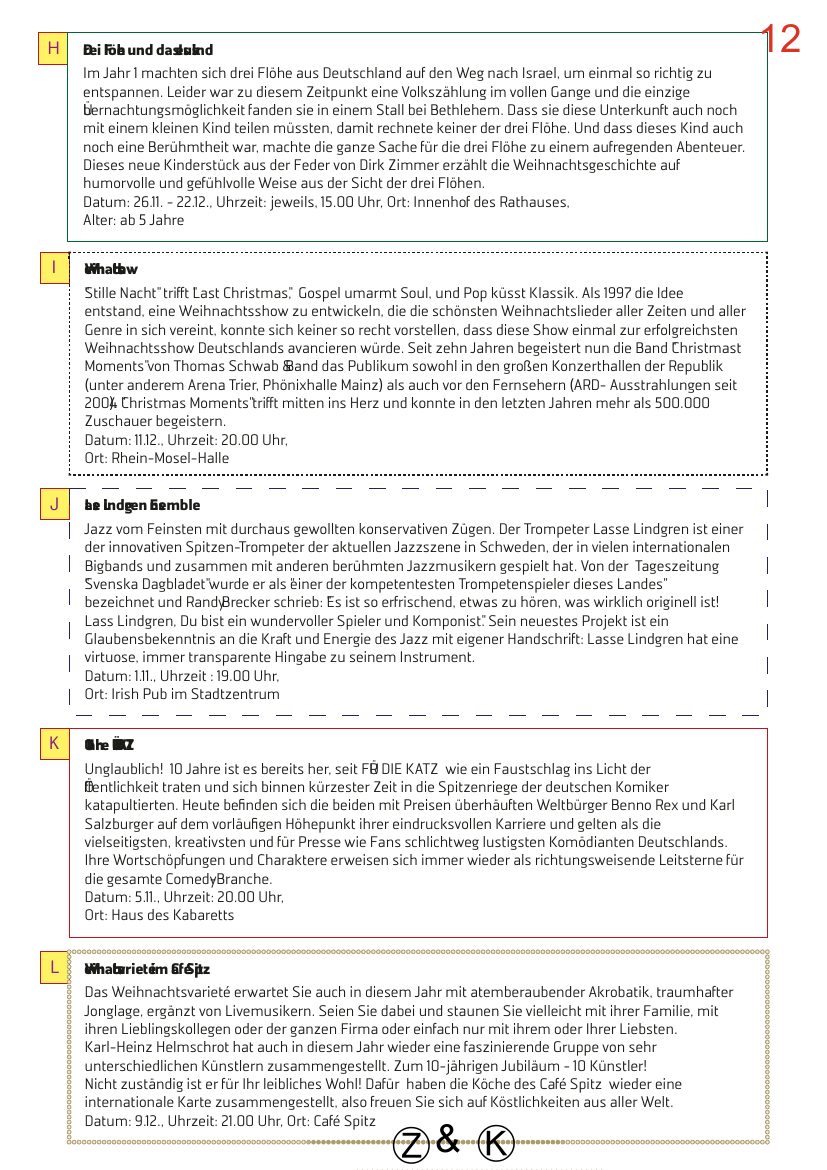 12
H
Drei Flöhe und das
Im Jahr 1 machten sich drei Flöhe aus Deutschland auf den Weg nach Israel, um einmal so richtig zu
entspannen. Leider war zu diesem Zeitpunkt eine Volkszählung im vollen Gange und die einzige
Übernachtungsmöglichkeit fanden sie in einem Stall bei Bethlehem. Dass sie diese Unterkunft auch noch
mit einem kleinen Kind teilen müssten, damit rechnete keiner der drei Flöhe. Und dass dieses Kind auch
noch eine Berühmtheit war, machte die ganze Sache für die drei Flöhe zu einem aufregenden Abenteuer.
Dieses neue Kinderstück aus der Feder von Dirk Zimmer erzählt die Weihnachtsgeschichte auf
humorvolle und gefühlvolle Weise aus der Sicht der drei Flöhen.
Datum: 26.11. - 22.12., Uhrzeit: jeweils, 15.00 Uhr, Ort: Innenhof des Rathauses,
Alter: ab 5 Jahre
I
"Stille Nacht" trifft "Last Christmas," Gospel umarmt Soul, und Pop küsst Klassik. Als 1997 die Idee
entstand, eine Weihnachtsshow zu entwickeln, die die schönsten Weihnachtslieder aller Zeiten und aller
Genre in sich vereint, konnte sich keiner so recht vorstellen, dass diese Show einmal zur erfolgreichsten
Weihnachtsshow Deutschlands avancieren würde. Seit zehn Jahren begeistert nun die Band "Christmast
Moments" von Thomas Schwab & Band das Publikum sowohl in den großen Konzerthallen der Republik
(unter anderem Arena Trier, Phönixhalle Mainz) als auch vor den Fernsehern (ARD- Ausstrahlungen seit
2004). "Christmas Moments" trifft mitten ins Herz und konnte in den letzten Jahren mehr als 500.000
Zuschauer begeistern.
Datum: 11.12., Uhrzeit: 20.00 Uhr,
Ort: Rhein-Mosel-Halle
J
Lasse Lindgren Ensemble
Jazz vom Feinsten mit durchaus gewollten konservativen Zügen. Der Trompeter Lasse Lindgren ist einer
der innovativen Spitzen-Trompeter der aktuellen Jazzszene in Schweden, der in vielen internationalen
Bigbands und zusammen mit anderen berühmten Jazzmusikern gespielt hat. Von der Tageszeitung
"Svenska Dagbladet" wurde er als "einer der kompetentesten Trompetenspieler dieses Landes"
bezeichnet und Randy Brecker schrieb: "Es ist so erfrischend, etwas zu hören, was wirklich originell ist!
Lass Lindgren, Du bist ein wundervoller Spieler und Komponist." Sein neuestes Projekt ist ein
Glaubensbekenntnis an die Kraft und Energie des Jazz mit eigener Handschrift: Lasse Lindgren hat eine
virtuose, immer transparente Hingabe zu seinem Instrument.
Datum: 1.11., Uhrzeit : 19.00 Uhr,
Ort: Irish Pub im Stadtzentrum
K
Unglaublich! 10 Jahre ist es bereits her, seit FÜR DIE KATZ wie ein Faustschlag ins Licht der
Öffentlichkeit traten und sich binnen kürzester Zeit in die Spitzenriege der deutschen Komiker
katapultierten. Heute befinden sich die beiden mit Preisen überhäuften Weltbürger Benno Rex und Karl
Salzburger auf dem vorläufigen Höhepunkt ihrer eindrucksvollen Karriere und gelten als die
vielseitigsten, kreativsten und für Presse wie Fans schlichtweg lustigsten Komödianten Deutschlands.
Ihre Wortschöpfungen und Charaktere erweisen sich immer wieder als richtungsweisende Leitsterne für
die gesamte Comedy-Branche.
Datum: 5.11., Uhrzeit: 20.00 Uhr,
Ort: Haus des Kabaretts
L
Weihnachtsvarieté im Café Spitz
Das Weihnachtsvarieté erwartet Sie auch in diesem Jahr mit atemberaubender Akrobatik, traumhafter
Jonglage, ergänzt von Livemusikern. Seien Sie dabei und staunen Sie vielleicht mit ihrer Familie, mit
ihren Lieblingskollegen oder der ganzen Firma oder einfach nur mit ihrem oder Ihrer Liebsten.
Karl-Heinz Helmschrot hat auch in diesem Jahr wieder eine faszinierende Gruppe von sehr
unterschiedlichen Künstlern zusammengestellt. Zum 10-jährigen Jubiläum - 10 Künstler!
Nicht zuständig ist er für Ihr leibliches Wohl! Dafür haben die Köche des Café Spitz wieder eine
internationale Karte zusammengestellt, also freuen Sie sich auf Köstlichkeiten aus aller Welt.
Datum: 9.12., Uhrzeit: 21.00 Uhr, Ort: Café Spitz
Z & K